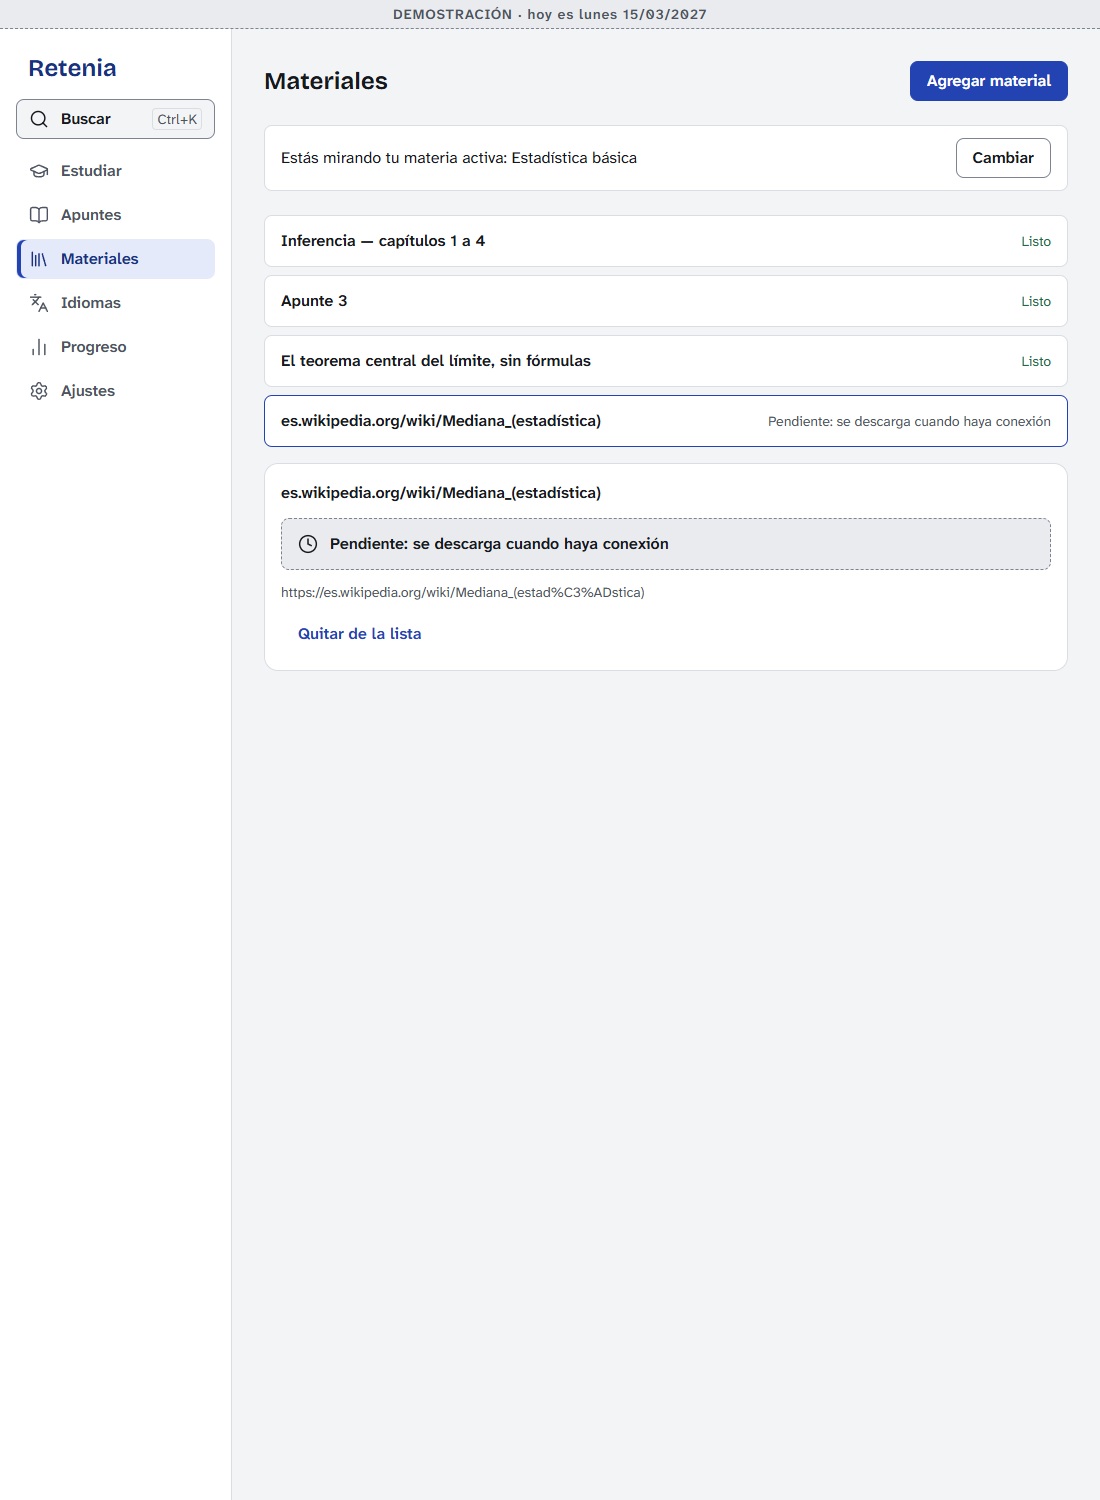 DEMOSTRACIÓN · hoy es lunes 15/03/2027
Retenia
Buscar Ctrl+K
Estudiar
Apuntes
Materiales
Idiomas
Progreso
Ajustes
Materiales
Agregar material
Estás mirando tu materia activa: Estadística básica
Cambiar
Inferencia — capítulos 1 a 4 Listo
Apunte 3 Listo
El teorema central del límite, sin fórmulas Listo
es.wikipedia.org/wiki/Mediana_(estadística) Pendiente: se descarga cuando haya conexión
es.wikipedia.org/wiki/Mediana_(estadística)
Pendiente: se descarga cuando haya conexión
https://es.wikipedia.org/wiki/Mediana_(estad%C3%ADstica)
Quitar de la lista